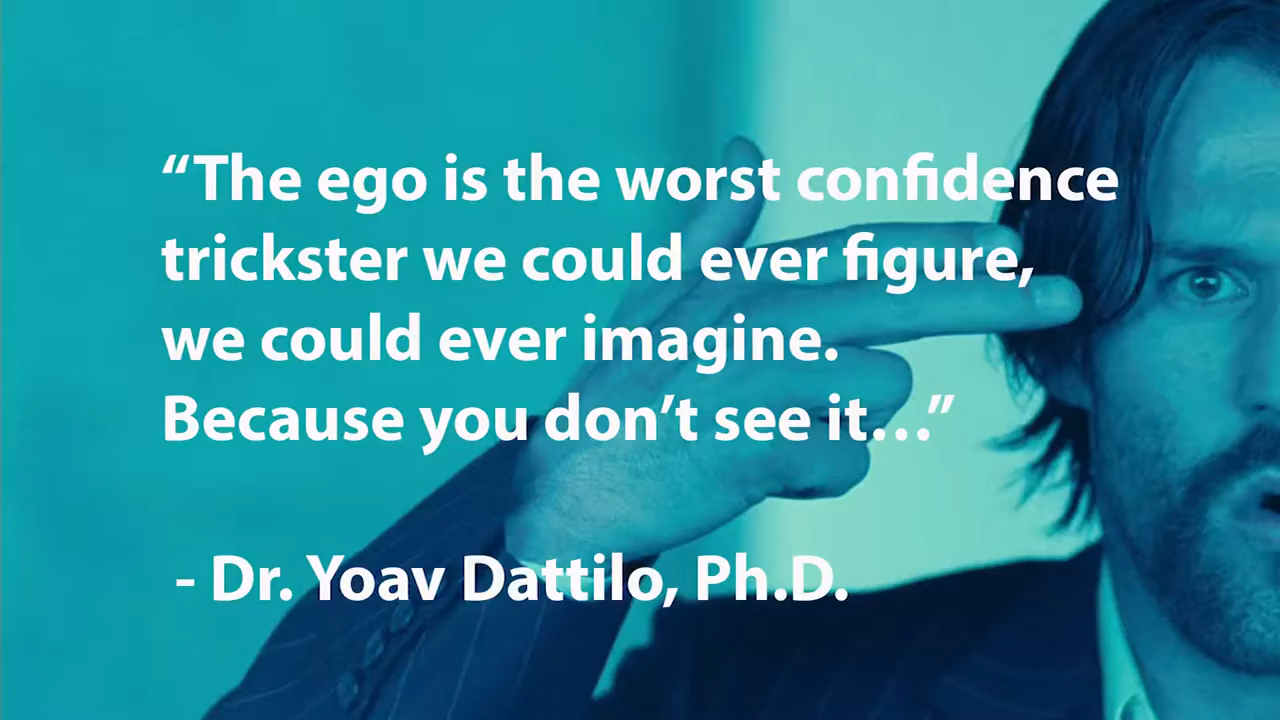 “The ego is the worst confidence
trickster we could ever figure,
we could ever imagine.
Because you don’t see it…”
- Dr. Yoav Dattilo, Ph.D.